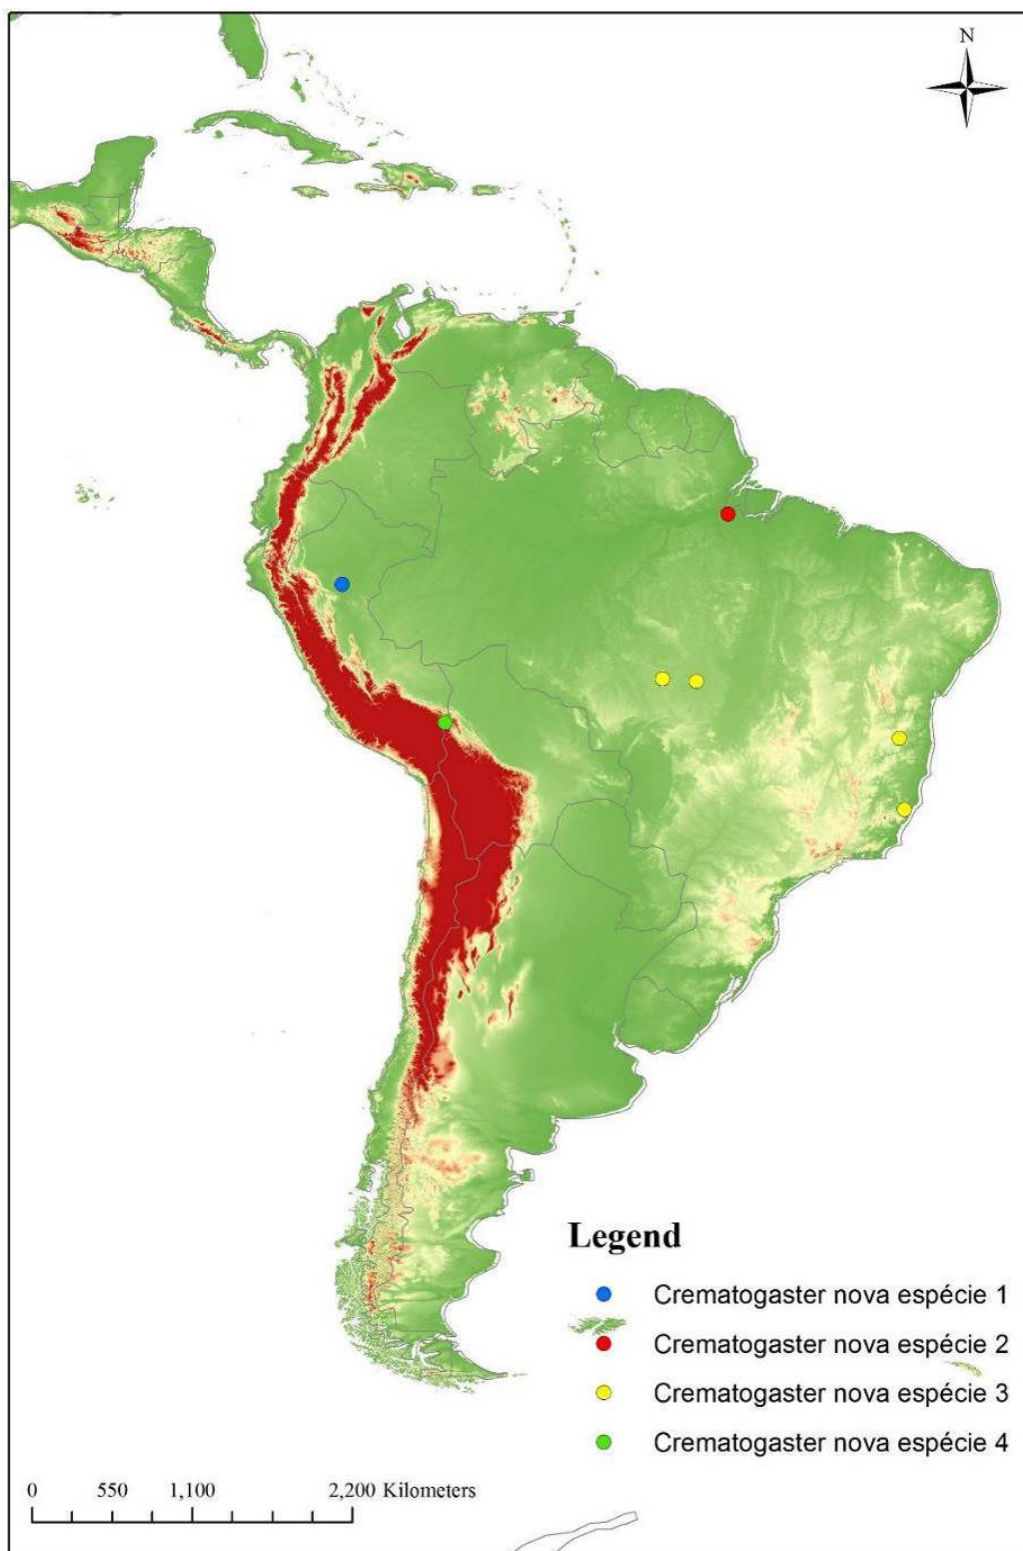 N
Legend
Crematogaster nova espécie 1
Crematogaster nova espécie 2
Crematogaster nova espécie 3
Crematogaster nova espécie 4
0 550 1,100 2,200 Kilometers